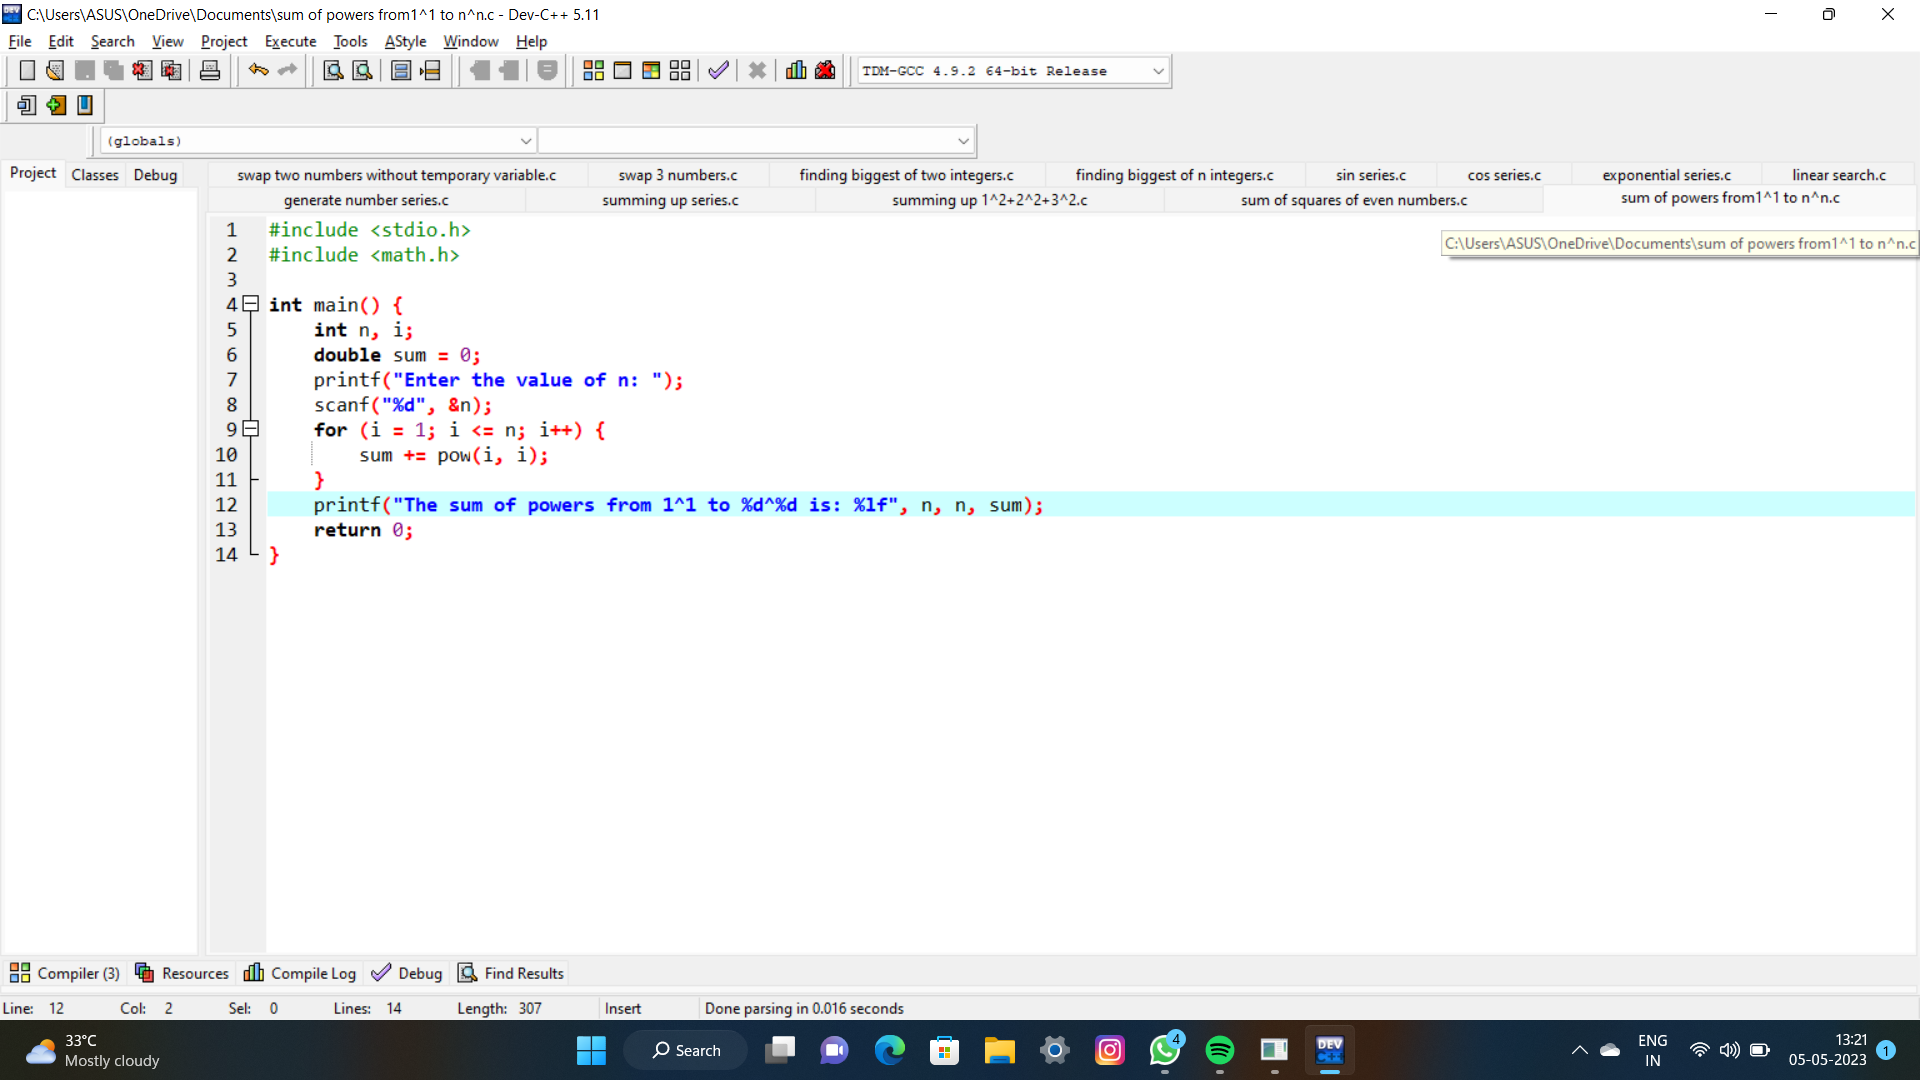 C:\Users\ASUS\OneDrive\Documents\sum of powers from1^1 to n^n.c - Dev-C++ 5.11
File Edit Search View Project Execute Tools AStyle Window Help
TDM-GCC 4.9.2 64-bit Release
(globals)
Project Classes Debug
swap two numbers without temporary variable.c swap 3 numbers.c finding biggest of two integers.c finding biggest of n integers.c sin series.c cos series.c exponential series.c linear search.c
generate number series.c summing up series.c summing up 1^2+2^2+3^2.c sum of squares of even numbers.c sum of powers from1^1 to n^n.c
C:\Users\ASUS\OneDrive\Documents\sum of powers from1^1 to n^n.c
1 #include <stdio.h>
2 #include <math.h>
3
4 int main() {
5 int n, i;
6 double sum = 0;
7 printf("Enter the value of n: ");
8 scanf("%d", &n);
9 for (i = 1; i <= n; i++) {
10 sum += pow(i, i);
11 }
12 printf("The sum of powers from 1^1 to %d^%d is: %lf", n, n, sum);
13 return 0;
14 }
Compiler (3) Resources Compile Log Debug Find Results
Line: 12 Col: 2 Sel: 0 Lines: 14 Length: 307 Insert Done parsing in 0.016 seconds
33°C
Mostly cloudy
Search
4
DEV
C++
ENG
IN
13:21
05-05-2023
1